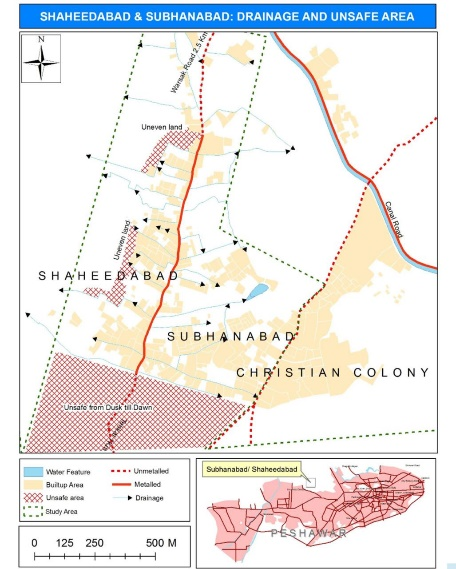 SHAHEEDABAD & SUBHANABAD: DRAINAGE AND UNSAFE AREA
N
Warsak Road 2.5 Km
Uneven land
Uneven land
Canal Road
SHAHEEDABAD
SUBHANABAD
CHRISTIAN COLONY
Unsafe from Dusk till Dawn
Water Feature
Builtup Area
Unsafe area
Study Area
Unmetalled
Metailed
Drainage
0 125 250 500 M
Subhanabad/ Shaheedabad
PESHAWAR